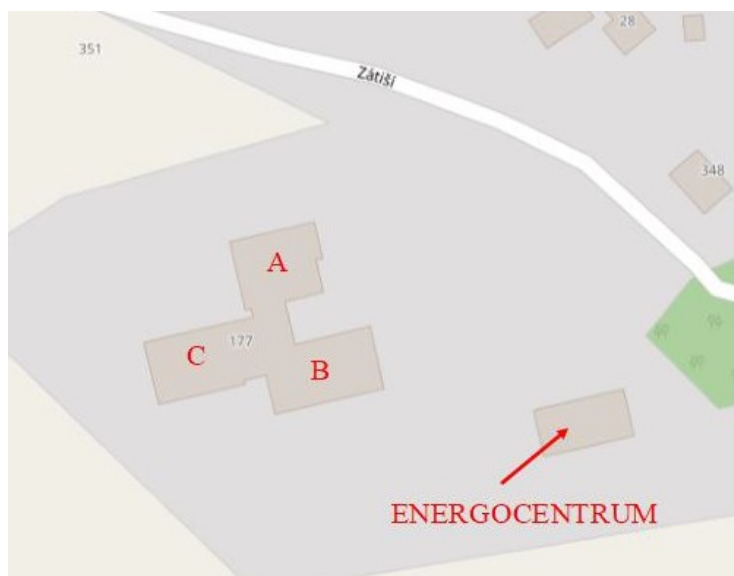 28
351
Zátiší
348
A
C
177
B
ENERGOCENTRUM